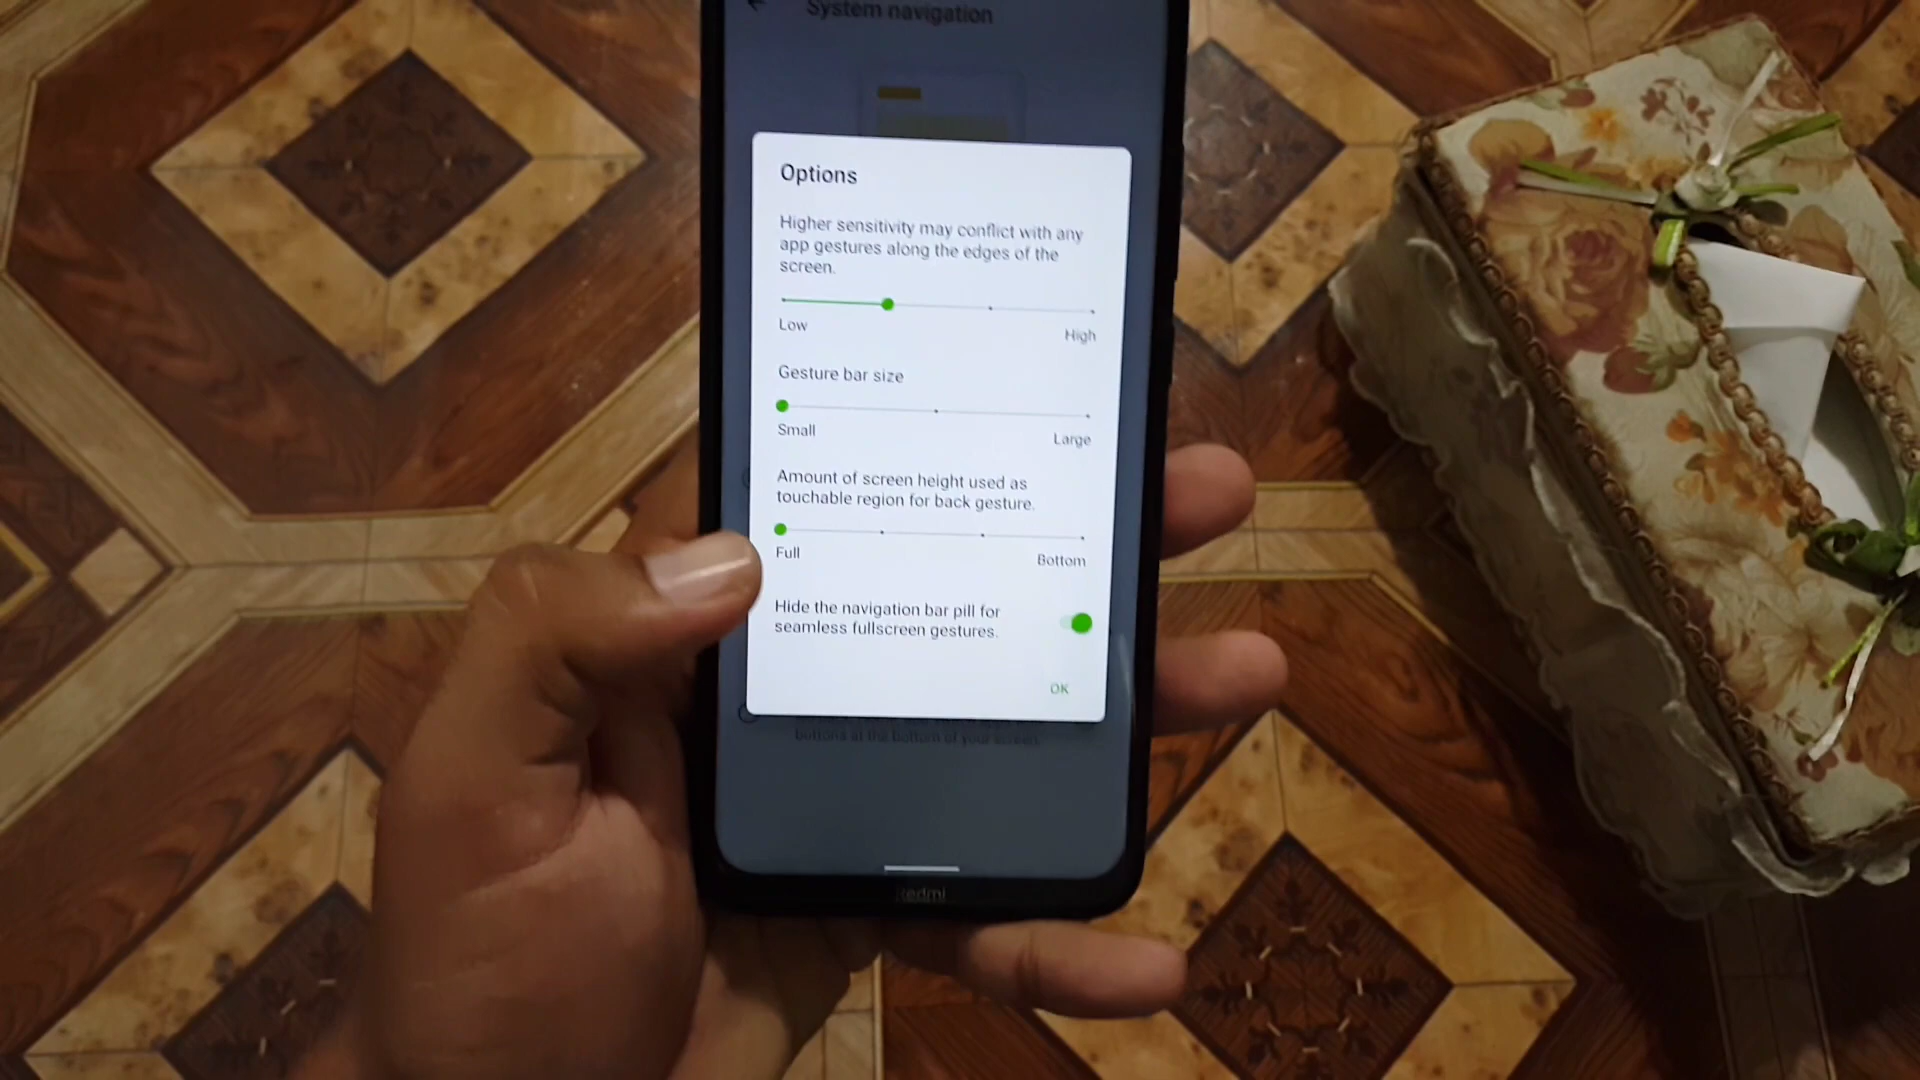 System navigation
Options
Higher sensitivity may conflict with any
app gestures along the edges of the
screen.
Low
High
Gesture bar size
Small
Large
Amount of screen height used as
touchable region for back gesture.
Full
Bottom
Hide the navigation bar pill for
seamless fullscreen gestures.
OK
buttons at the bottom of your screen.
Redmi